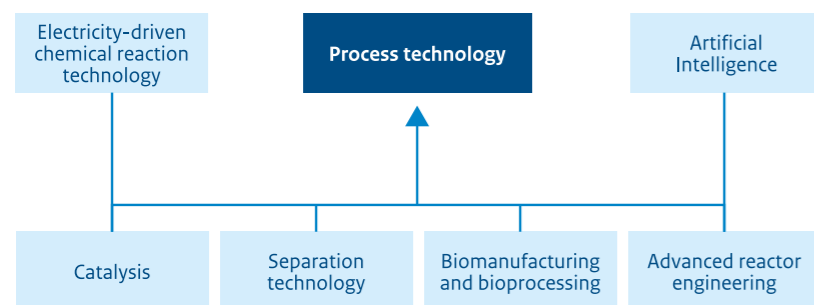 Electricity-driven
chemical reaction
technology
Process technology
Artificial
Intelligence
Catalysis
Separation
technology
Biomanufacturing
and bioprocessing
Advanced reactor
engineering